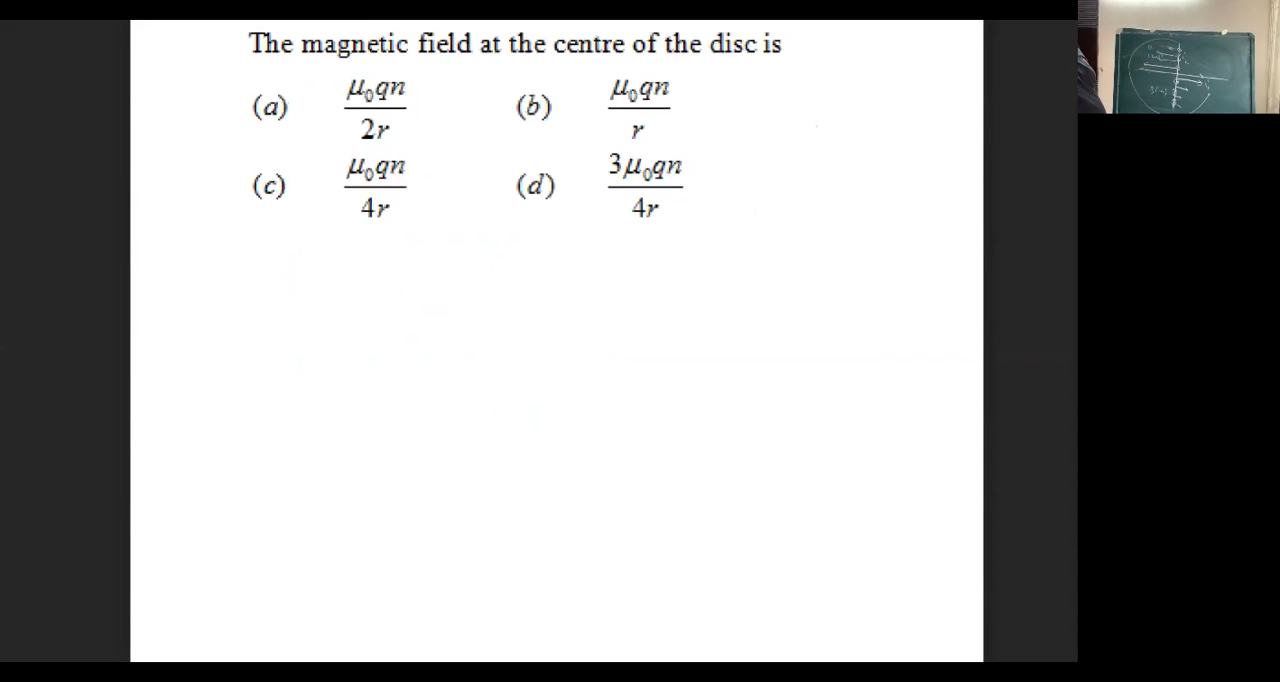 The magnetic field at the centre of the disc is
(a) μ₀qn/2r (b) μ₀qn/r
(c) μ₀qn/4r (d) 3μ₀qn/4r